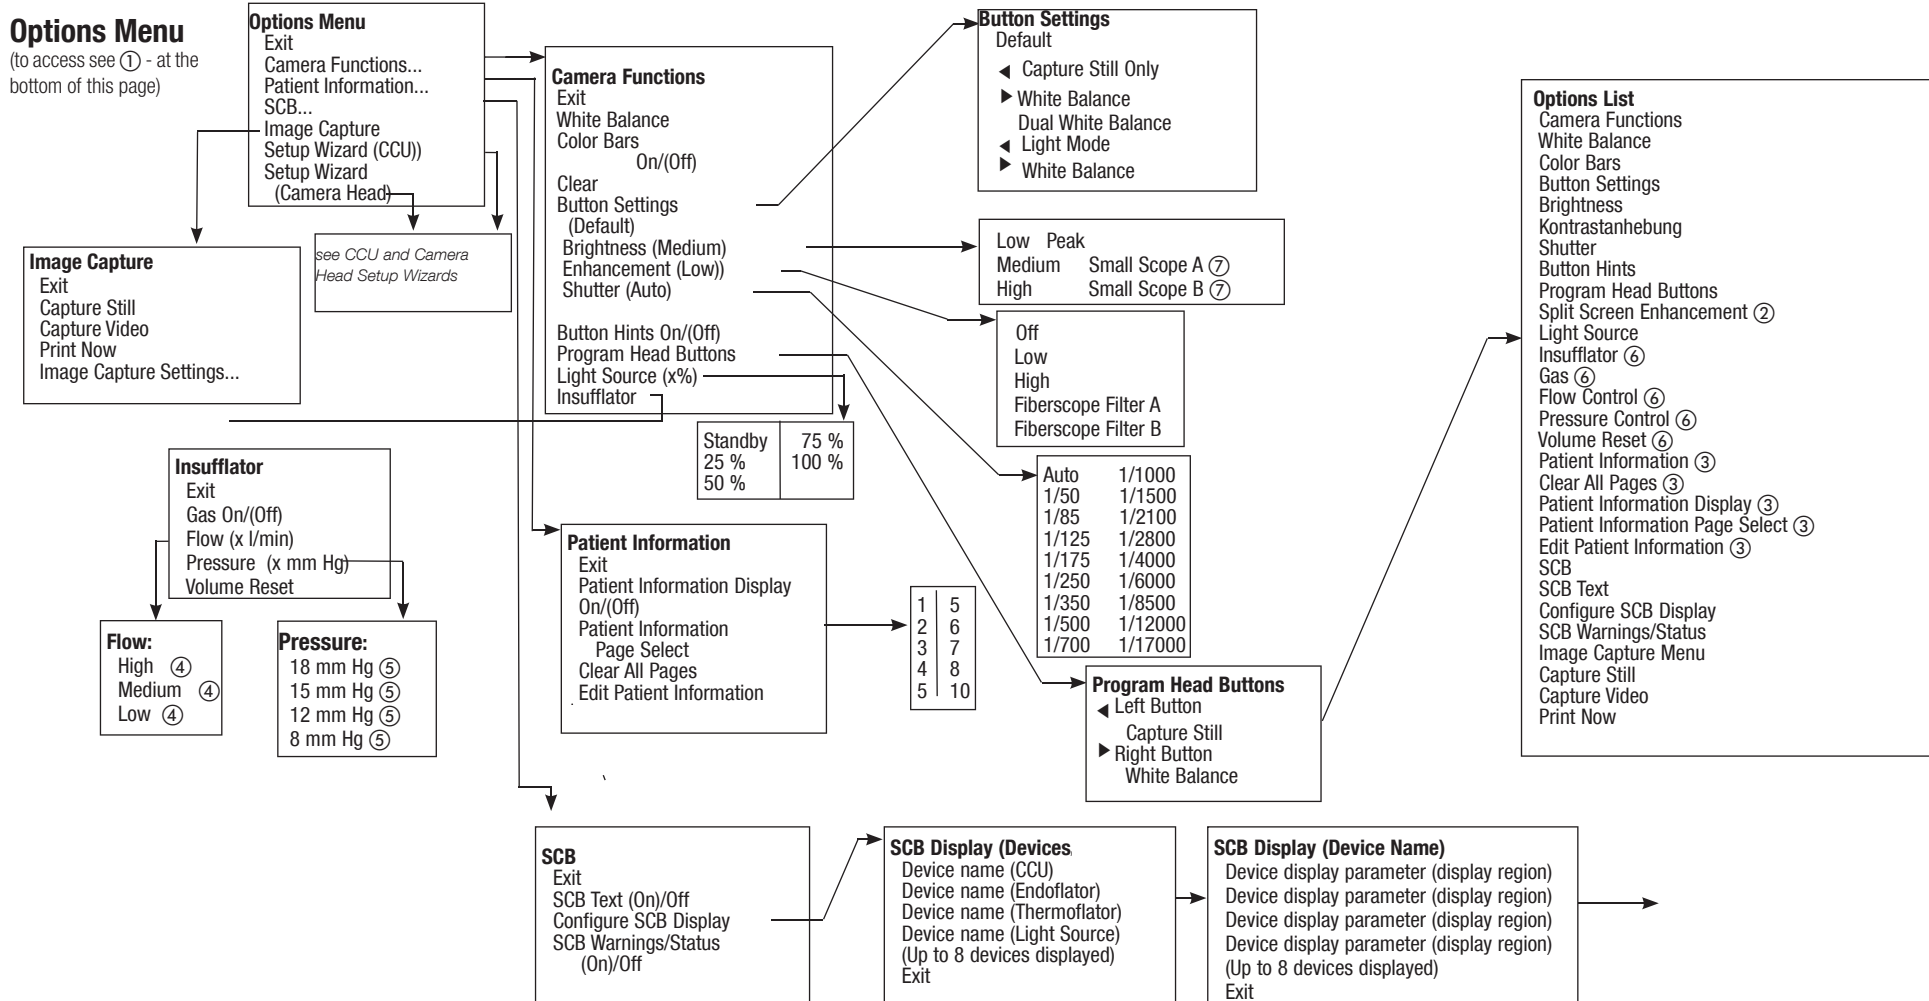 Options Menu
(to access see ① - at the
bottom of this page)
Options Menu
Exit
Camera Functions...
Patient Information...
SCB...
Image Capture
Setup Wizard (CCU))
Setup Wizard
(Camera Head)
see CCU and Camera
Head Setup Wizards
Image Capture
Exit
Capture Still
Capture Video
Print Now
Image Capture Settings...
Camera Functions
Exit
White Balance
Color Bars
On/(Off)
Clear
Button Settings
(Default)
Brightness (Medium)
Enhancement (Low))
Shutter (Auto)
Button Hints On/(Off)
Program Head Buttons
Light Source (x%)
Insufflator
Button Settings
Default
◀ Capture Still Only
▶ White Balance
Dual White Balance
◀ Light Mode
▶ White Balance
Low Peak
Medium Small Scope A ⑦
High Small Scope B ⑦
Off
Low
High
Fiberscope Filter A
Fiberscope Filter B
Standby 75 %
25 % 100 %
50 %
Auto 1/1000
1/50 1/1500
1/85 1/2100
1/125 1/2800
1/175 1/4000
1/250 1/6000
1/350 1/8500
1/500 1/12000
1/700 1/17000
Insufflator
Exit
Gas On/(Off)
Flow (x l/min)
Pressure (x mm Hg)
Volume Reset
Flow:
High ④
Medium ④
Low ④
Pressure:
18 mm Hg ⑤
15 mm Hg ⑤
12 mm Hg ⑤
8 mm Hg ⑤
Patient Information
Exit
Patient Information Display
On/(Off)
Patient Information
Page Select
Clear All Pages
Edit Patient Information
1 5
2 6
3 7
4 8
5 10
Program Head Buttons
◀ Left Button
Capture Still
▶ Right Button
White Balance
Options List
Camera Functions
White Balance
Color Bars
Button Settings
Brightness
Kontrastanhebung
Shutter
Button Hints
Program Head Buttons
Split Screen Enhancement ②
Light Source
Insufflator ⑥
Gas ⑥
Flow Control ⑥
Pressure Control ⑥
Volume Reset ⑥
Patient Information ③
Clear All Pages ③
Patient Information Display ③
Patient Information Page Select ③
Edit Patient Information ③
SCB
SCB Text
Configure SCB Display
SCB Warnings/Status
Image Capture Menu
Capture Still
Capture Video
Print Now
SCB
Exit
SCB Text (On)/Off
Configure SCB Display
SCB Warnings/Status
(On)/Off
SCB Display (Devices
Device name (CCU)
Device name (Endoflator)
Device name (Thermoflator)
Device name (Light Source)
(Up to 8 devices displayed)
Exit
SCB Display (Device Name)
Device display parameter (display region)
Device display parameter (display region)
Device display parameter (display region)
Device display parameter (display region)
(Up to 8 devices displayed)
Exit